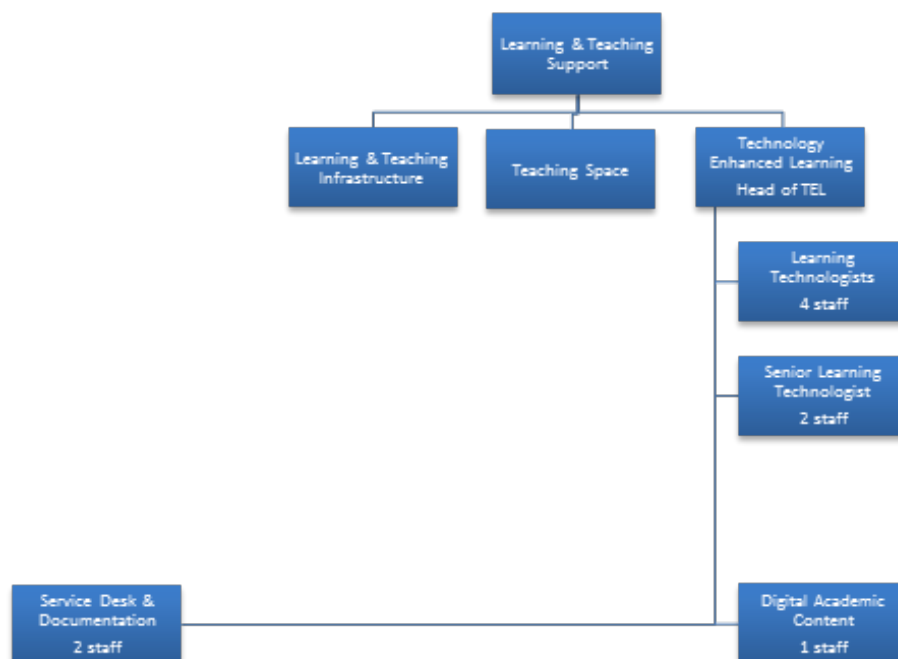 Learning & Teaching
Support
Learning & Teaching
Infrastructure
Teaching Space
Technology
Enhanced Learning
Head of TEL
Learning
Technologists
4 staff
Senior Learning
Technologist
2 staff
Service Desk &
Documentation
2 staff
Digital Academic
Content
1 staff